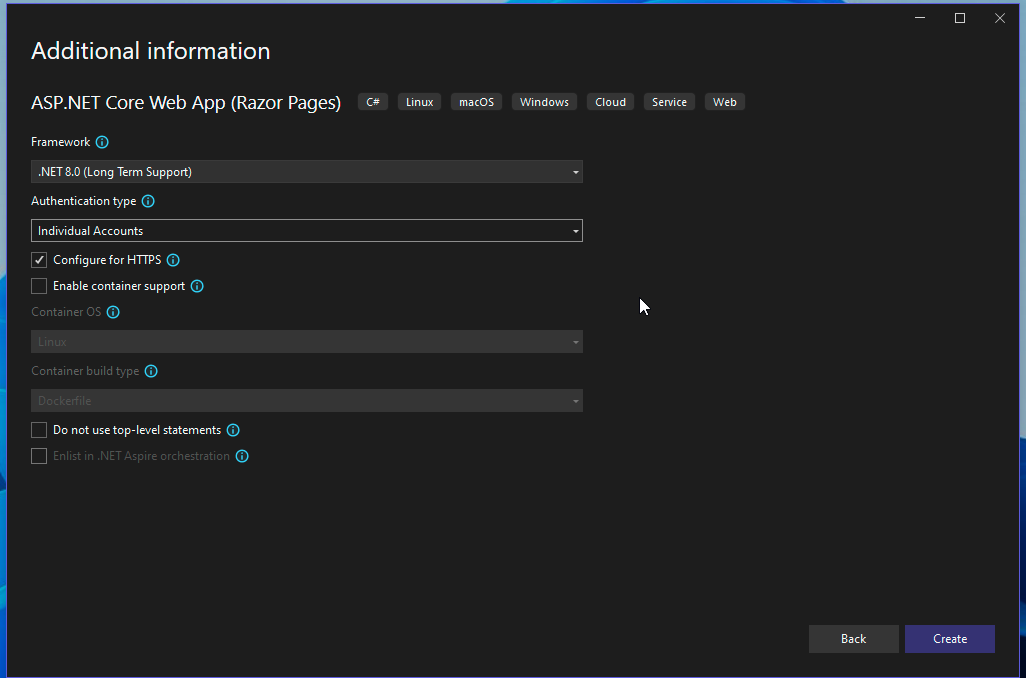 Additional information
ASP.NET Core Web App (Razor Pages) C# Linux macOS Windows Cloud Service Web
Framework
.NET 8.0 (Long Term Support)
Authentication type
Individual Accounts
Configure for HTTPS
Enable container support
Container OS
Linux
Container build type
Dockerfile
Do not use top-level statements
Enlist in .NET Aspire orchestration
Back Create